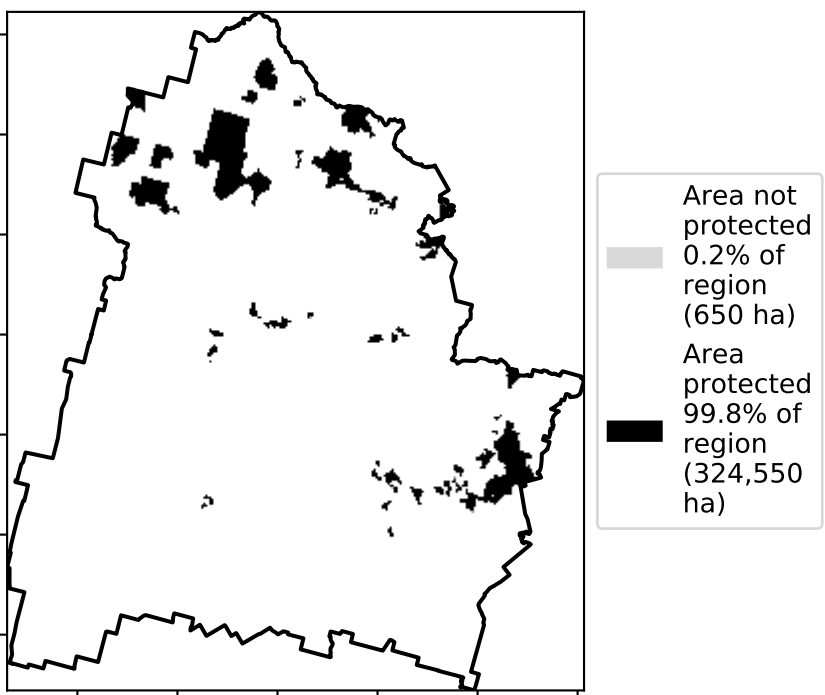 Area not
protected
0.2% of
region
(650 ha)
Area
protected
99.8% of
region
(324,550
ha)